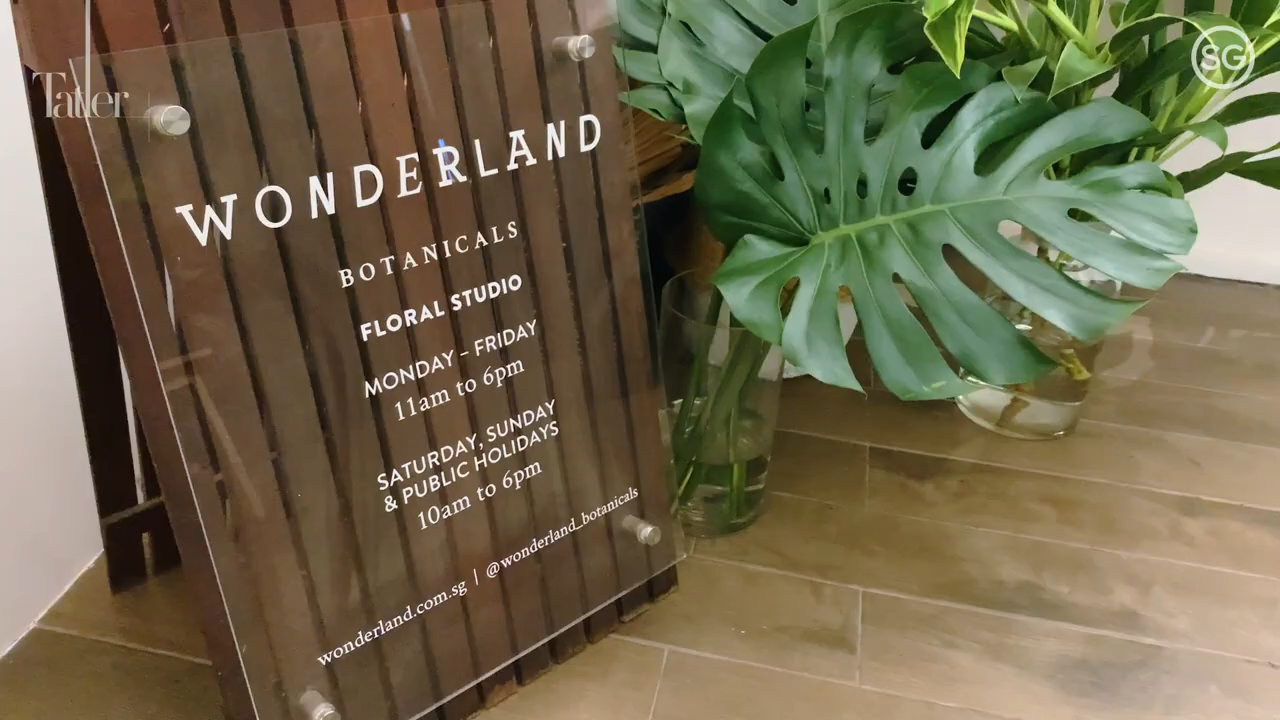 Tatler
SG
WONDERLAND
BOTANICALS
FLORAL STUDIO
MONDAY – FRIDAY
11am to 6pm
SATURDAY, SUNDAY
& PUBLIC HOLIDAYS
10am to 6pm
wonderland.com.sg | @wonderland_botanicals